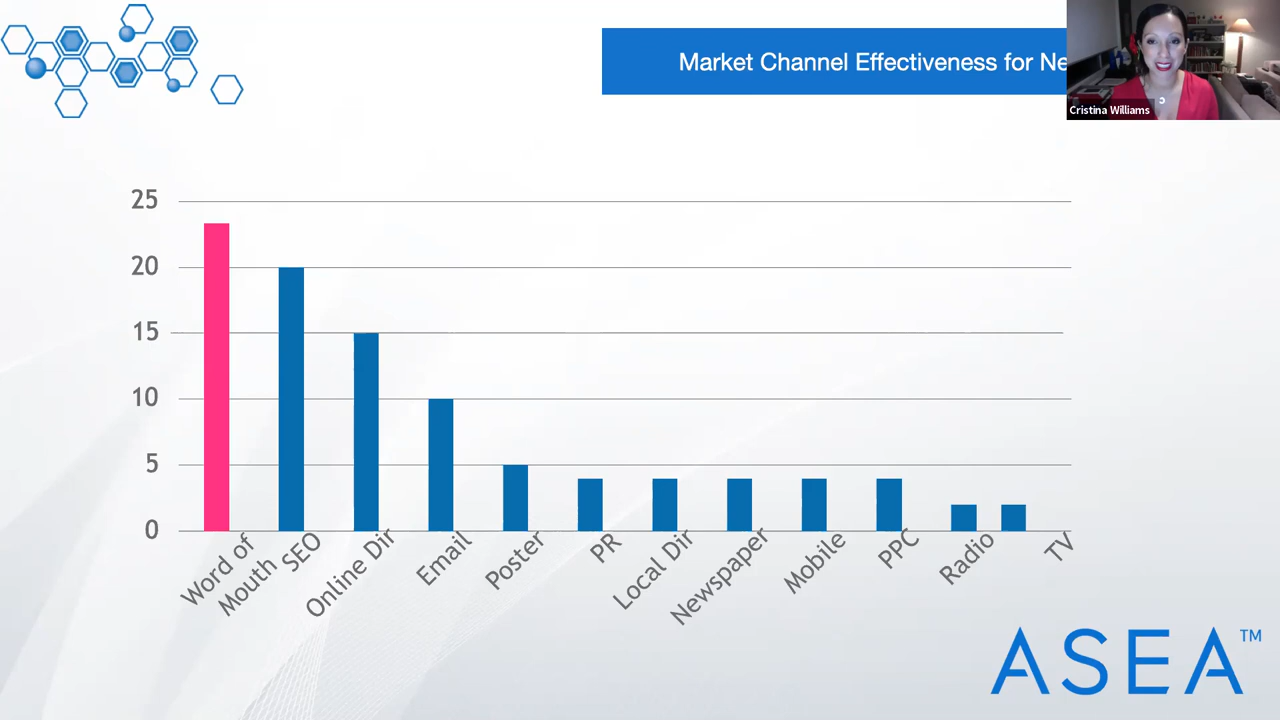 Market Channel Effectiveness for Ne
Cristina Williams
25
20
15
10
5
0
Word of
Mouth
SEO
Online Dir
Email
Poster
PR
Local Dir
Newspaper
Mobile
PPC
Radio
TV
ASEA™